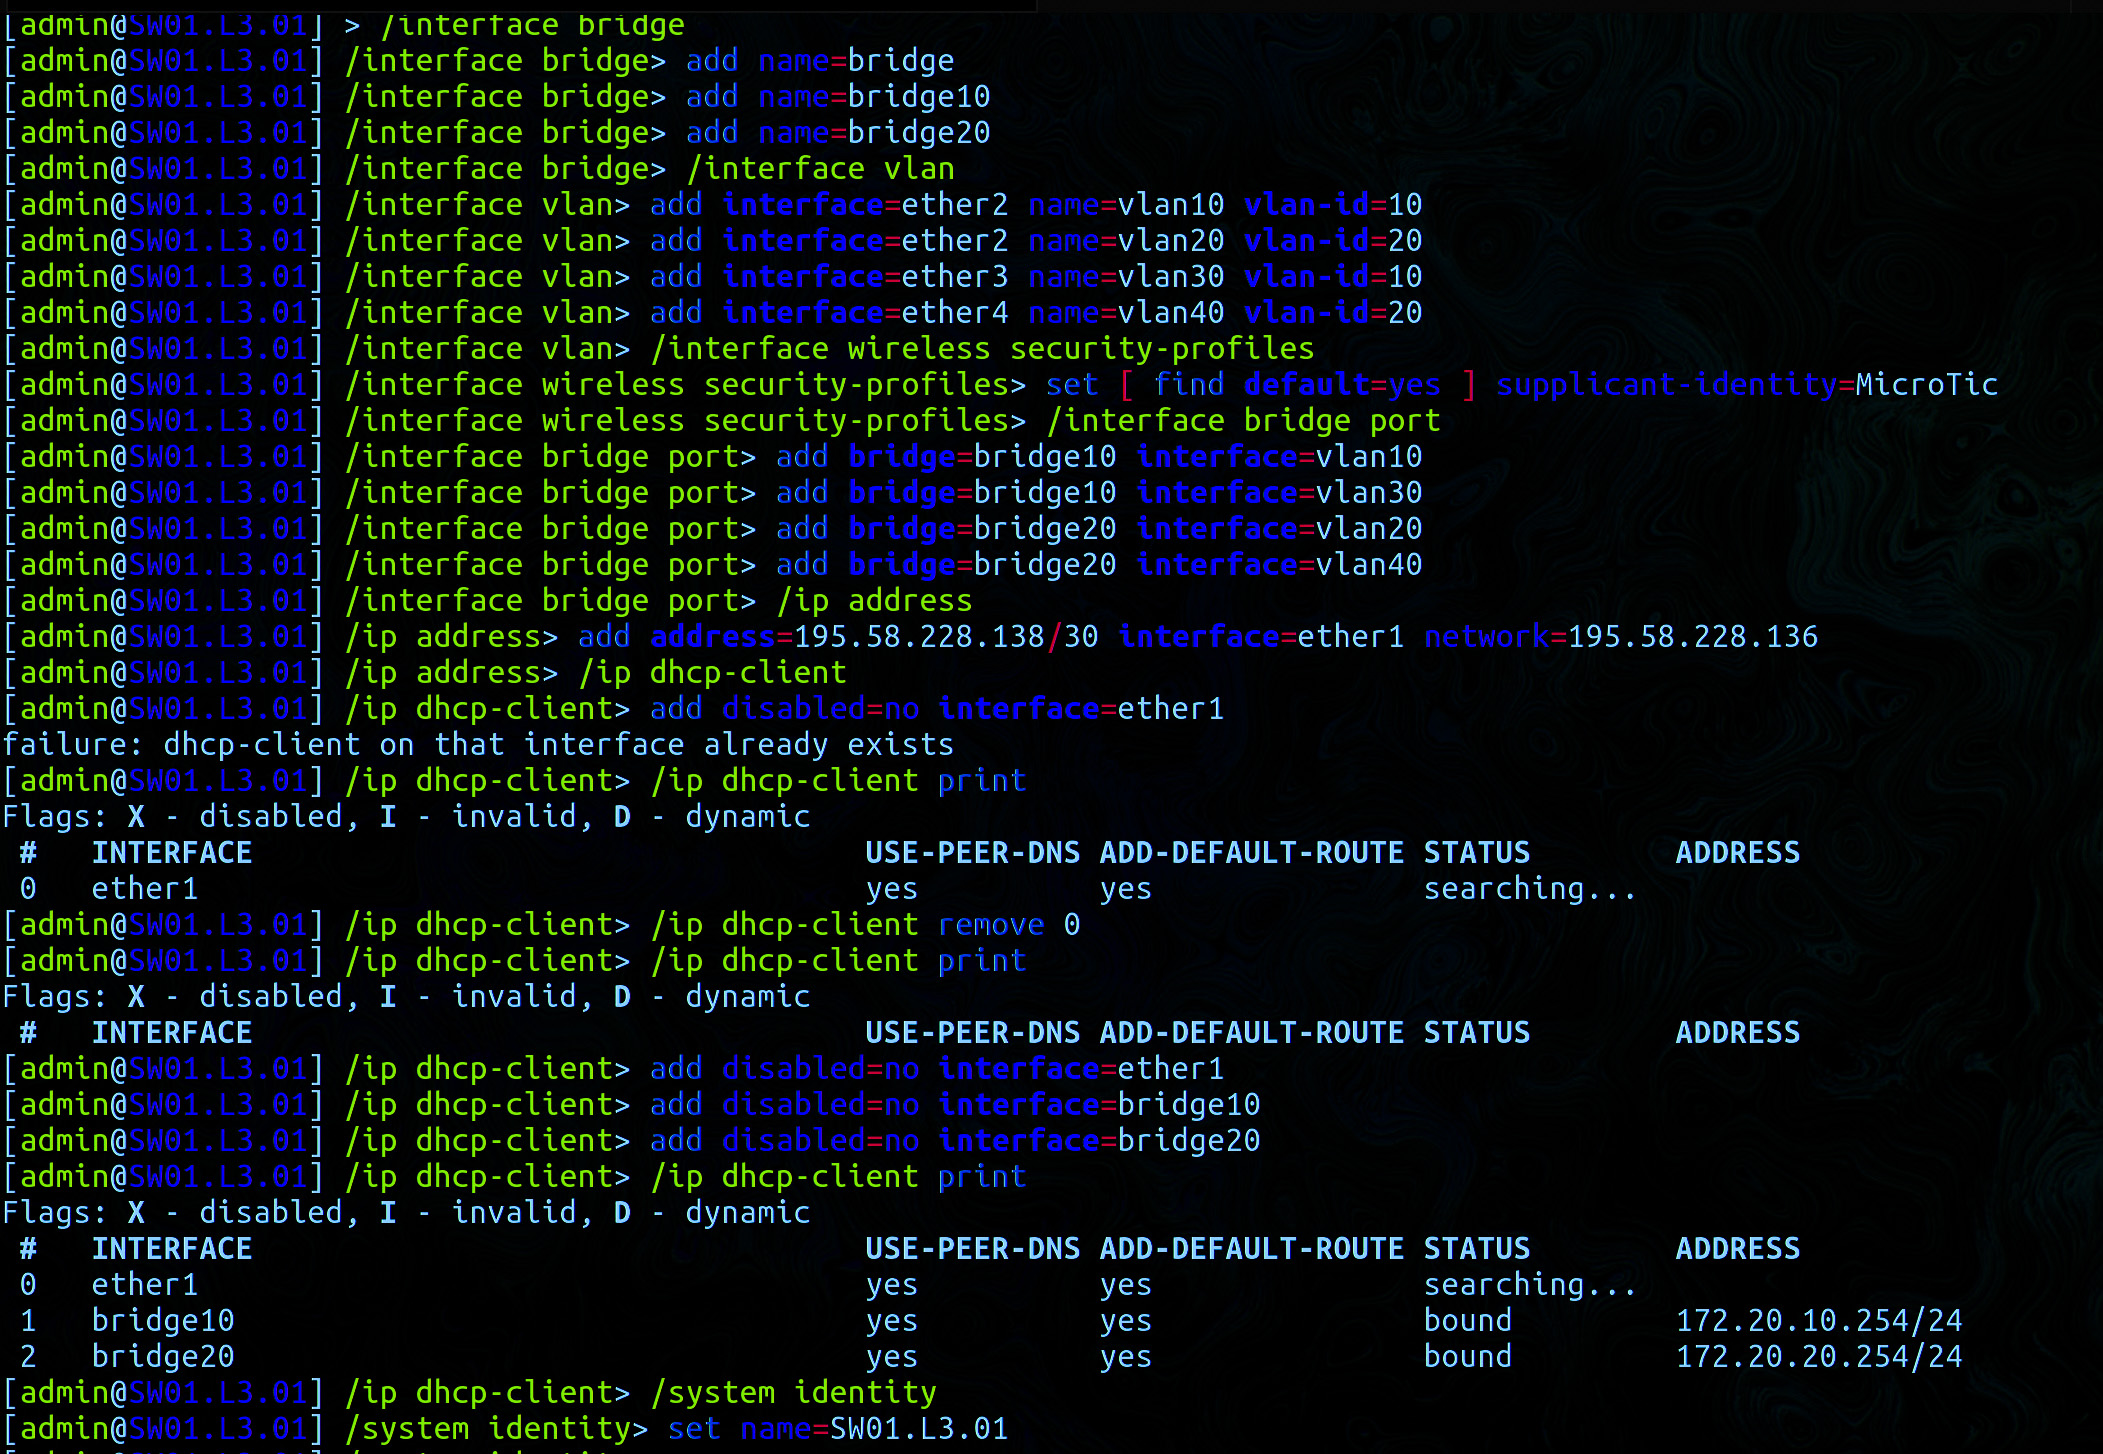 [admin@SW01.L3.01] > /interface bridge
[admin@SW01.L3.01] /interface bridge> add name=bridge
[admin@SW01.L3.01] /interface bridge> add name=bridge10
[admin@SW01.L3.01] /interface bridge> add name=bridge20
[admin@SW01.L3.01] /interface bridge> /interface vlan
[admin@SW01.L3.01] /interface vlan> add interface=ether2 name=vlan10 vlan-id=10
[admin@SW01.L3.01] /interface vlan> add interface=ether2 name=vlan20 vlan-id=20
[admin@SW01.L3.01] /interface vlan> add interface=ether3 name=vlan30 vlan-id=10
[admin@SW01.L3.01] /interface vlan> add interface=ether4 name=vlan40 vlan-id=20
[admin@SW01.L3.01] /interface vlan> /interface wireless security-profiles
[admin@SW01.L3.01] /interface wireless security-profiles> set [ find default=yes ] supplicant-identity=MicroTic
[admin@SW01.L3.01] /interface wireless security-profiles> /interface bridge port
[admin@SW01.L3.01] /interface bridge port> add bridge=bridge10 interface=vlan10
[admin@SW01.L3.01] /interface bridge port> add bridge=bridge10 interface=vlan30
[admin@SW01.L3.01] /interface bridge port> add bridge=bridge20 interface=vlan20
[admin@SW01.L3.01] /interface bridge port> add bridge=bridge20 interface=vlan40
[admin@SW01.L3.01] /interface bridge port> /ip address
[admin@SW01.L3.01] /ip address> add address=195.58.228.138/30 interface=ether1 network=195.58.228.136
[admin@SW01.L3.01] /ip address> /ip dhcp-client
[admin@SW01.L3.01] /ip dhcp-client> add disabled=no interface=ether1
failure: dhcp-client on that interface already exists
[admin@SW01.L3.01] /ip dhcp-client> /ip dhcp-client print
Flags: X - disabled, I - invalid, D - dynamic
# INTERFACE USE-PEER-DNS ADD-DEFAULT-ROUTE STATUS ADDRESS
0 ether1 yes yes searching...
[admin@SW01.L3.01] /ip dhcp-client> /ip dhcp-client remove 0
[admin@SW01.L3.01] /ip dhcp-client> /ip dhcp-client print
Flags: X - disabled, I - invalid, D - dynamic
# INTERFACE USE-PEER-DNS ADD-DEFAULT-ROUTE STATUS ADDRESS
[admin@SW01.L3.01] /ip dhcp-client> add disabled=no interface=ether1
[admin@SW01.L3.01] /ip dhcp-client> add disabled=no interface=bridge10
[admin@SW01.L3.01] /ip dhcp-client> add disabled=no interface=bridge20
[admin@SW01.L3.01] /ip dhcp-client> /ip dhcp-client print
Flags: X - disabled, I - invalid, D - dynamic
# INTERFACE USE-PEER-DNS ADD-DEFAULT-ROUTE STATUS ADDRESS
0 ether1 yes yes searching...
1 bridge10 yes yes bound 172.20.10.254/24
2 bridge20 yes yes bound 172.20.20.254/24
[admin@SW01.L3.01] /ip dhcp-client> /system identity
[admin@SW01.L3.01] /system identity> set name=SW01.L3.01